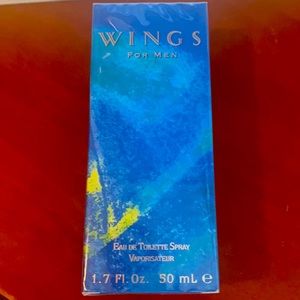 WINGS
FOR MEN
EAU DE TOILETTE SPRAY
VAPORISATEUR
1.7 Fl. Oz. 50 mL e